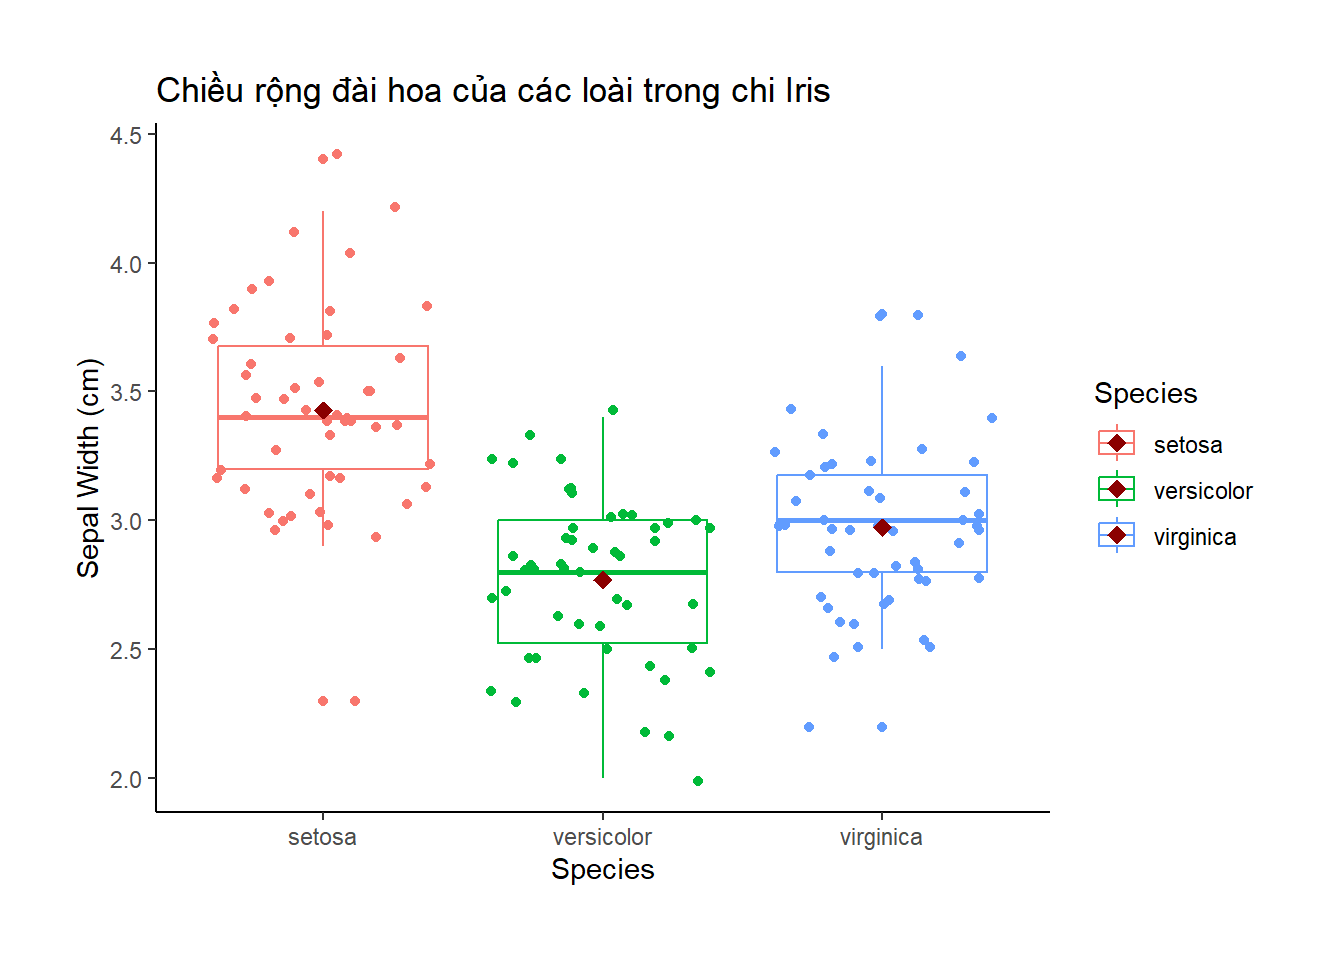 Chiều rộng đài hoa của các loài trong chi Iris
4.5
4.0
3.5
3.0
2.5
2.0
Sepal Width (cm)
setosa versicolor virginica
Species
Species
setosa
versicolor
virginica